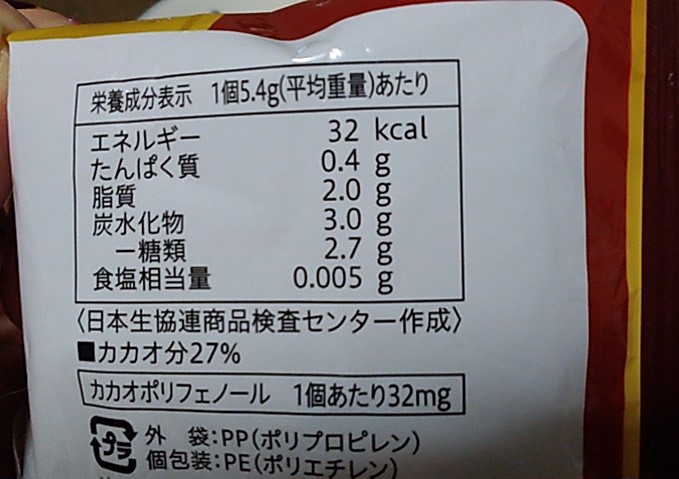 栄養成分表示 1個5.4g(平均重量)あたり
エネルギー 32 kcal
たんぱく質 0.4 g
脂質 2.0 g
炭水化物 3.0 g
ー糖類 2.7 g
食塩相当量 0.005 g
〈日本生協連商品検査センター作成〉
■カカオ分27%
カカオポリフェノール 1個あたり32mg
プラ 外 袋:PP(ポリプロピレン)
個包装:PE(ポリエチレン)